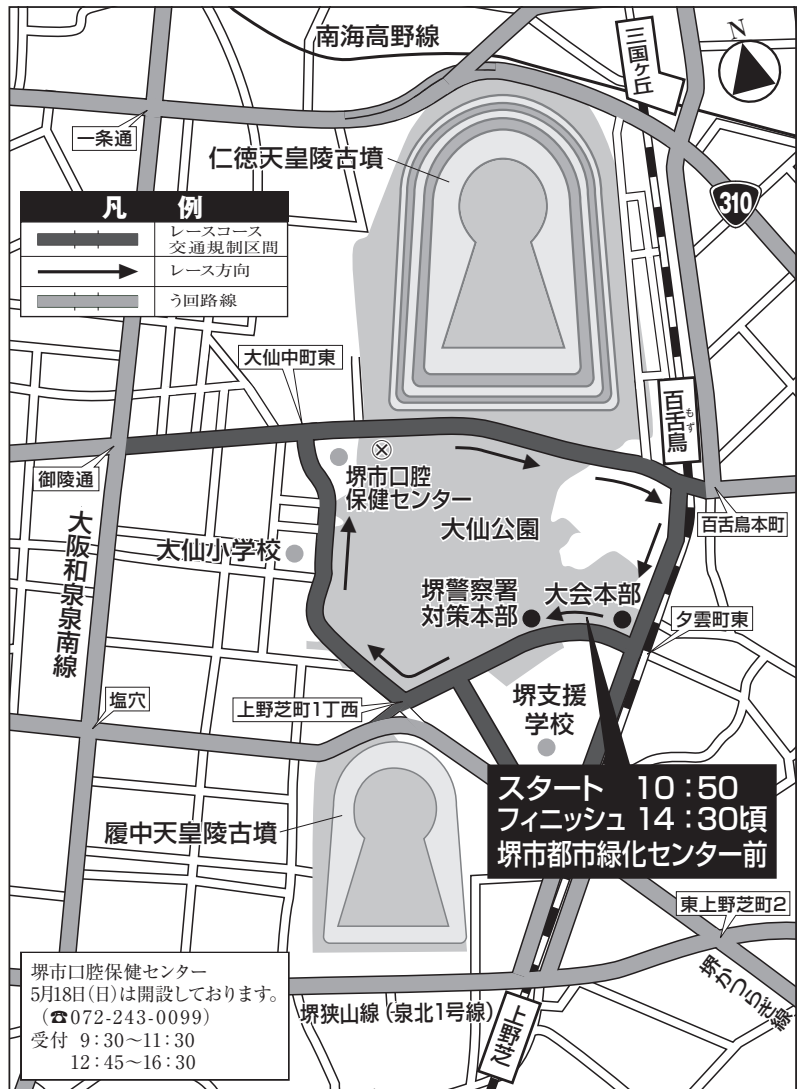 南海高野線
三国ヶ丘
N
一条通
仁徳天皇陵古墳
310
凡 例
レースコース
交通規制区間
レース方向
う回路線
大仙中町東
百舌鳥
もず
御陵通
堺市口腔
保健センター
百舌鳥本町
大仙公園
大阪和泉泉南線
大仙小学校
堺警察署
対策本部
大会本部
夕雲町東
塩穴
上野芝町1丁西
堺支援
学校
スタート 10:50
フィニッシュ 14:30頃
堺市都市緑化センター前
履中天皇陵古墳
東上野芝町2
堺かつらぎ線
堺市口腔保健センター
5月18日(日)は開設しております。
(☎072-243-0099)
受付 9:30～11:30
12:45～16:30
堺狭山線(泉北1号線)
上野芝